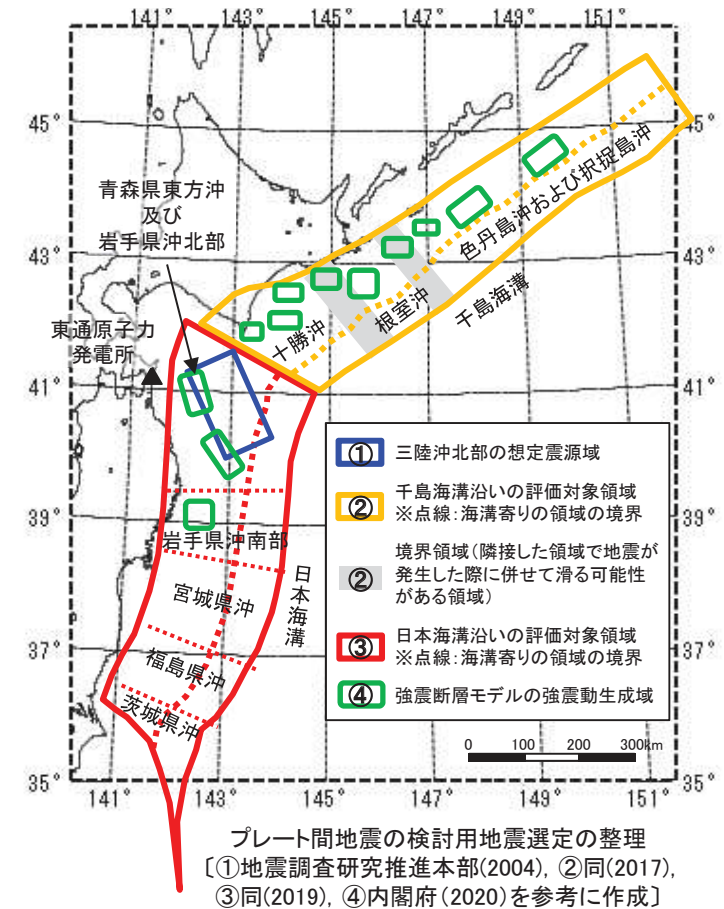 141°
143°
145°
147°
149°
151°
45°
45°
青森県東方沖
及び
岩手県沖北部
色丹島沖および択捉島沖
43°
43°
根室沖
千島海溝
十勝沖
東通原子力
発電所
41°
41°
① 三陸沖北部の想定震源域
② 千島海溝沿いの評価対象領域
※点線:海溝寄りの領域の境界
② 境界領域(隣接した領域で地震が
発生した際に併せて滑る可能性
がある領域)
③ 日本海溝沿いの評価対象領域
※点線:海溝寄りの領域の境界
④ 強震断層モデルの強震動生成域
39°
39°
岩手県沖南部
日本海溝
宮城県沖
37°
37°
福島県沖
茨城県沖
0 100 200 300km
35°
35°
141°
143°
145°
147°
149°
151°
プレート間地震の検討用地震選定の整理
〔①地震調査研究推進本部(2004), ②同(2017),
③同(2019), ④内閣府(2020)を参考に作成〕